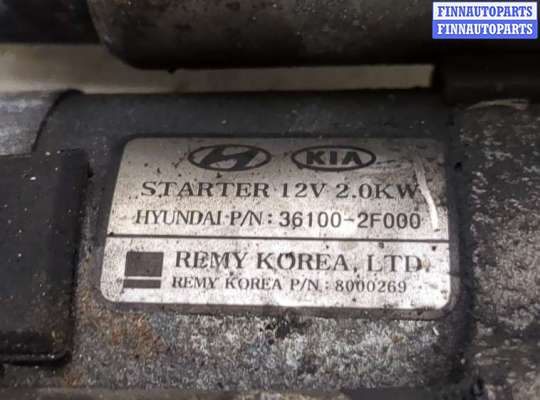 FINNAUTOPARTS
FINNAUTOPARTS
KIA
STARTER 12V 2.0KW
HYUNDAI P/N : 36100-2F000
REMY KOREA, LTD.
REMY KOREA P/N : 8000269